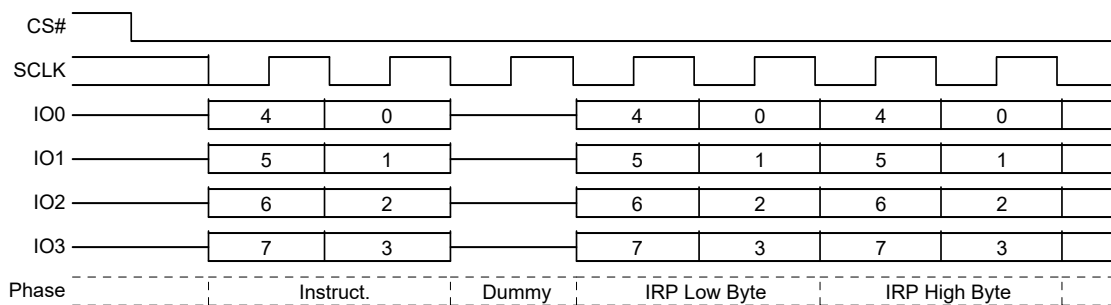 CS#
SCLK
IO0 4 0 4 0 4 0
IO1 5 1 5 1 5 1
IO2 6 2 6 2 6 2
IO3 7 3 7 3 7 3
Phase Instruct. Dummy IRP Low Byte IRP High Byte